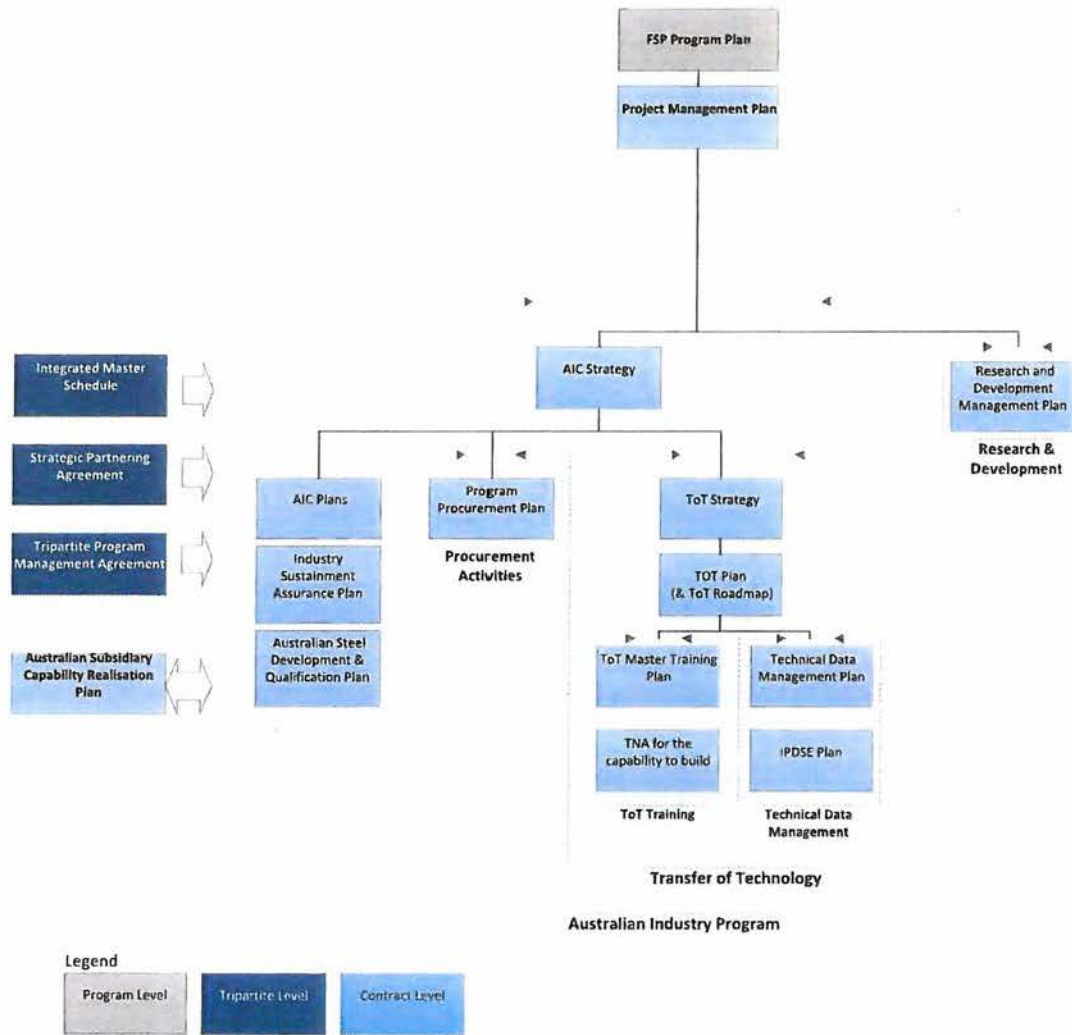 FSP Program Plan
Project Management Plan
Integrated Master
Schedule
AIC Strategy
Research and
Development
Management Plan
Research &
Development
Strategic Partnering
Agreement
AIC Plans
Program
Procurement Plan
ToT Strategy
Procurement
Activities
Tripartite Program
Management Agreement
Industry
Sustainment
Assurance Plan
TOT Plan
(& ToT Roadmap)
Australian Subsidiary
Capability Realisation
Plan
Australian Steel
Development &
Qualification Plan
ToT Master Training
Plan
Technical Data
Management Plan
TNA for the
capability to build
IPDSE Plan
ToT Training
Technical Data
Management
Transfer of Technology
Australian Industry Program
Legend
Program Level
Tripartite Level
Contract Level